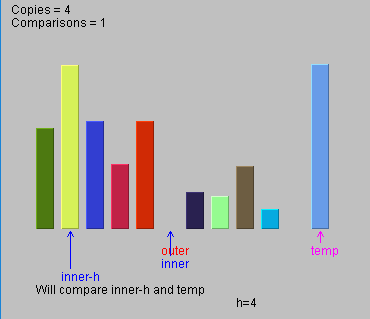 Copies = 4
Comparisons = 1
outer
temp
inner
inner-h
Will compare inner-h and temp
h=4